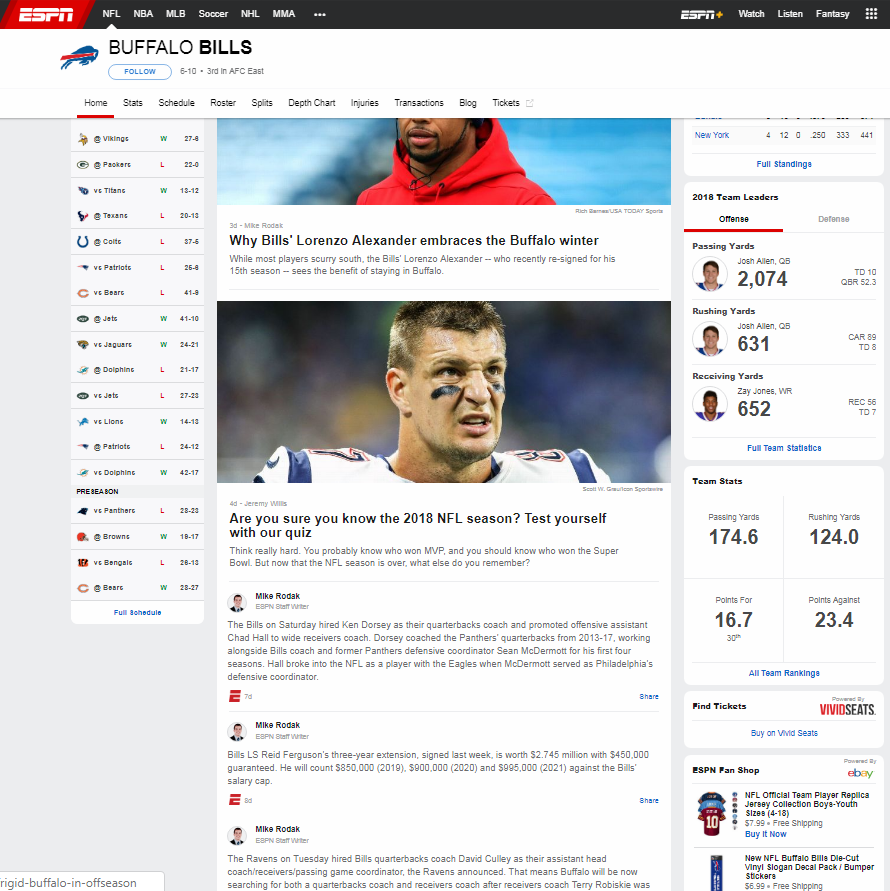 ESPN NFL NBA MLB Soccer NHL MMA ••• ESPN+ Watch Listen Fantasy
BUFFALO BILLS
FOLLOW 6-10 • 3rd in AFC East
Home Stats Schedule Roster Splits Depth Chart Injuries Transactions Blog Tickets
@ Vikings W 27-6
@ Packers L 22-0
vs Titans W 13-12
@ Texans L 20-13
@ Colts L 37-5
vs Patriots L 25-6
vs Bears L 41-9
@ Jets W 41-10
vs Jaguars W 24-21
@ Dolphins L 21-17
vs Jets L 27-23
vs Lions W 14-13
@ Patriots L 24-12
vs Dolphins W 42-17
PRESEASON
vs Panthers L 28-23
@ Browns W 19-17
vs Bengals L 26-13
@ Bears W 28-27
Full Schedule
Rich Barnes/USA TODAY Sports
3d - Mike Rodak
Why Bills' Lorenzo Alexander embraces the Buffalo winter
While most players scurry south, the Bills' Lorenzo Alexander -- who recently re-signed for his
15th season -- sees the benefit of staying in Buffalo.
Scott W. Grau/Icon Sportswire
4d - Jeremy Willis
Are you sure you know the 2018 NFL season? Test yourself
with our quiz
Think really hard. You probably know who won MVP, and you should know who won the Super
Bowl. But now that the NFL season is over, what else do you remember?
Mike Rodak
ESPN Staff Writer
The Bills on Saturday hired Ken Dorsey as their quarterbacks coach and promoted offensive assistant
Chad Hall to wide receivers coach. Dorsey coached the Panthers' quarterbacks from 2013-17, working
alongside Bills coach and former Panthers defensive coordinator Sean McDermott for his first four
seasons. Hall broke into the NFL as a player with the Eagles when McDermott served as Philadelphia's
defensive coordinator.
7d Share
Mike Rodak
ESPN Staff Writer
Bills LS Reid Ferguson's three-year extension, signed last week, is worth $2.745 million with $450,000
guaranteed. He will count $850,000 (2019), $900,000 (2020) and $995,000 (2021) against the Bills'
salary cap.
8d Share
Mike Rodak
ESPN Staff Writer
The Ravens on Tuesday hired Bills quarterbacks coach David Culley as their assistant head
coach/receivers/passing game coordinator, the Ravens announced. That means Buffalo will be now
searching for both a quarterbacks coach and receivers coach after receivers coach Terry Robiskie was
New York 4 12 0 .250 333 441
Full Standings
2018 Team Leaders
Offense Defense
Passing Yards
Josh Allen, QB
2,074
TD 10
QBR 52.3
Rushing Yards
Josh Allen, QB
631
CAR 89
TD 8
Receiving Yards
Zay Jones, WR
652
REC 56
TD 7
Full Team Statistics
Team Stats
Passing Yards Rushing Yards
174.6 124.0
Points For Points Against
16.7 23.4
30th
All Team Rankings
Find Tickets
Powered By
VIVIDSEATS.
Buy on Vivid Seats
ESPN Fan Shop
Powered By
ebay
NFL Official Team Player Replica
Jersey Collection Boys-Youth
Sizes (4-18)
$7.99 • Free Shipping
Buy It Now
New NFL Buffalo Bills Die-Cut
Vinyl Slogan Decal Pack / Bumper
Stickers
$6.99 • Free Shipping
rigid-buffalo-in-offseason